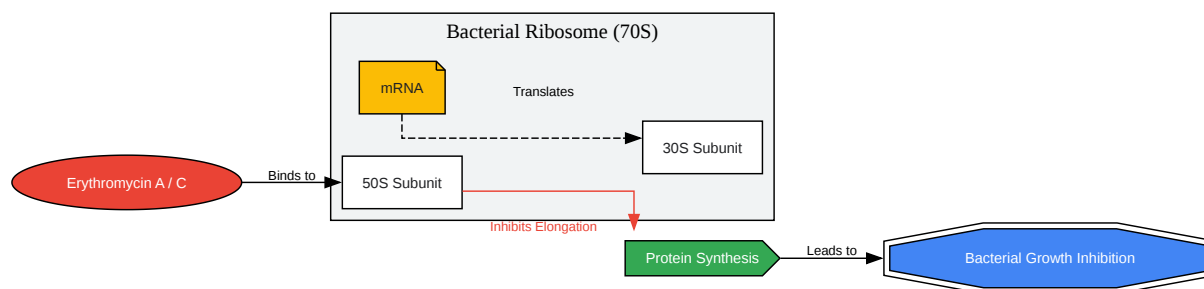 Bacterial Ribosome (70S)
mRNA
Translates
30S Subunit
Erythromycin A / C
Binds to
50S Subunit
Inhibits Elongation
Protein Synthesis
Leads to
Bacterial Growth Inhibition